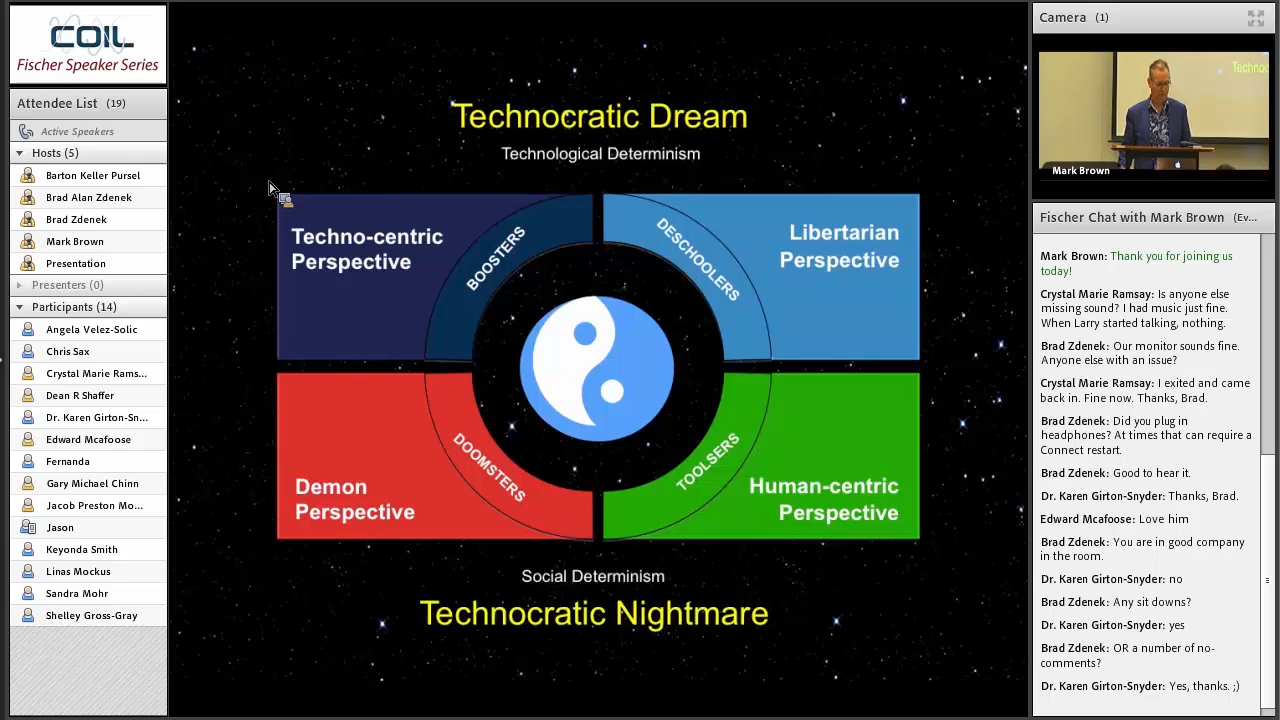 COIL
Fischer Speaker Series
Attendee List (19)
Active Speakers
Hosts (5)
Barton Keller Pursel
Brad Alan Zdenek
Brad Zdenek
Mark Brown
Presentation
Presenters (0)
Participants (14)
Angela Velez-Solic
Chris Sax
Crystal Marie Rams...
Dean R Shaffer
Dr. Karen Girton-Sn...
Edward Mcafoose
Fernanda
Gary Michael Chinn
Jacob Preston Mo...
Jason
Keyonda Smith
Linas Mockus
Sandra Mohr
Shelley Gross-Gray
Technocratic Dream
Technological Determinism
Techno-centric
Perspective
BOOSTERS
DESCHOOLERS
Libertarian
Perspective
Demon
Perspective
DOOMSTERS
TOOLSERS
Human-centric
Perspective
Social Determinism
Technocratic Nightmare
Camera (1)
Technoc
Mark Brown
Fischer Chat with Mark Brown (Ev...
Mark Brown: Thank you for joining us
today!
Crystal Marie Ramsay: Is anyone else
missing sound? I had music just fine.
When Larry started talking, nothing.
Brad Zdenek: Our monitor sounds fine.
Anyone else with an issue?
Crystal Marie Ramsay: I exited and came
back in. Fine now. Thanks, Brad.
Brad Zdenek: Did you plug in
headphones? At times that can require a
Connect restart.
Brad Zdenek: Good to hear it.
Dr. Karen Girton-Snyder: Thanks, Brad.
Edward Mcafoose: Love him
Brad Zdenek: You are in good company
in the room.
Dr. Karen Girton-Snyder: no
Brad Zdenek: Any sit downs?
Dr. Karen Girton-Snyder: yes
Brad Zdenek: OR a number of no-
comments?
Dr. Karen Girton-Snyder: Yes, thanks. ;)